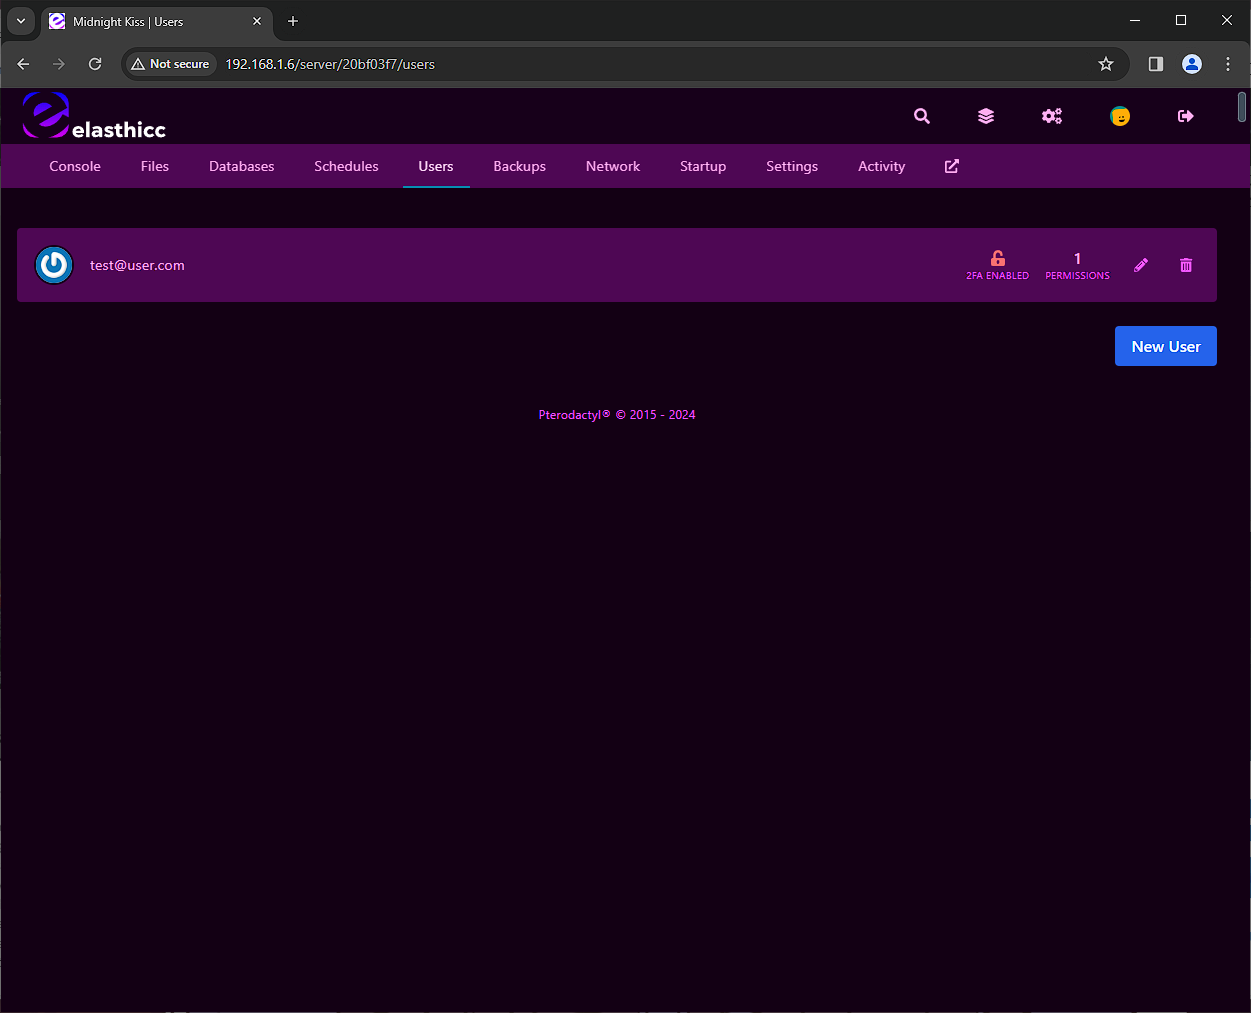 Midnight Kiss | Users
Not secure 192.168.1.6/server/20bf03f7/users
elasthicc
Console Files Databases Schedules Users Backups Network Startup Settings Activity
test@user.com
2FA ENABLED
1
PERMISSIONS
New User
Pterodactyl® © 2015 - 2024